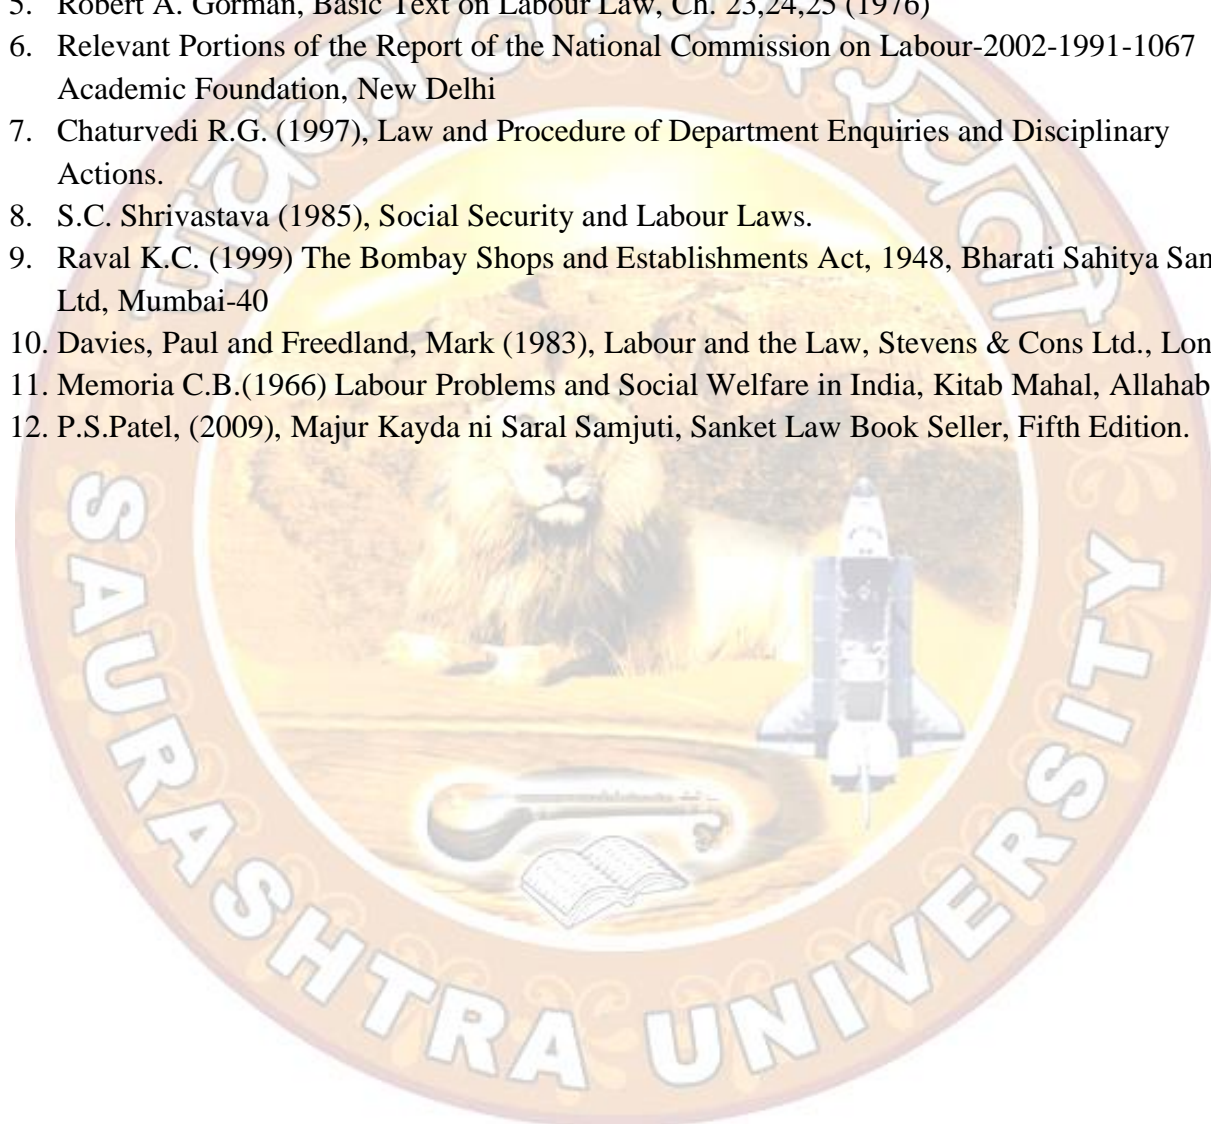 5. Robert A. Gorman, Basic Text on Labour Law, Ch. 23,24,25 (1976)
6. Relevant Portions of the Report of the National Commission on Labour-2002-1991-1067
Academic Foundation, New Delhi
7. Chaturvedi R.G. (1997), Law and Procedure of Department Enquiries and Disciplinary
Actions.
8. S.C. Shrivastava (1985), Social Security and Labour Laws.
9. Raval K.C. (1999) The Bombay Shops and Establishments Act, 1948, Bharati Sahitya San
Ltd, Mumbai-40
10. Davies, Paul and Freedland, Mark (1983), Labour and the Law, Stevens & Cons Ltd., Lon
11. Memoria C.B.(1966) Labour Problems and Social Welfare in India, Kitab Mahal, Allahab
12. P.S.Patel, (2009), Majur Kayda ni Saral Samjuti, Sanket Law Book Seller, Fifth Edition.
SAURASHTRA UNIVERSITY